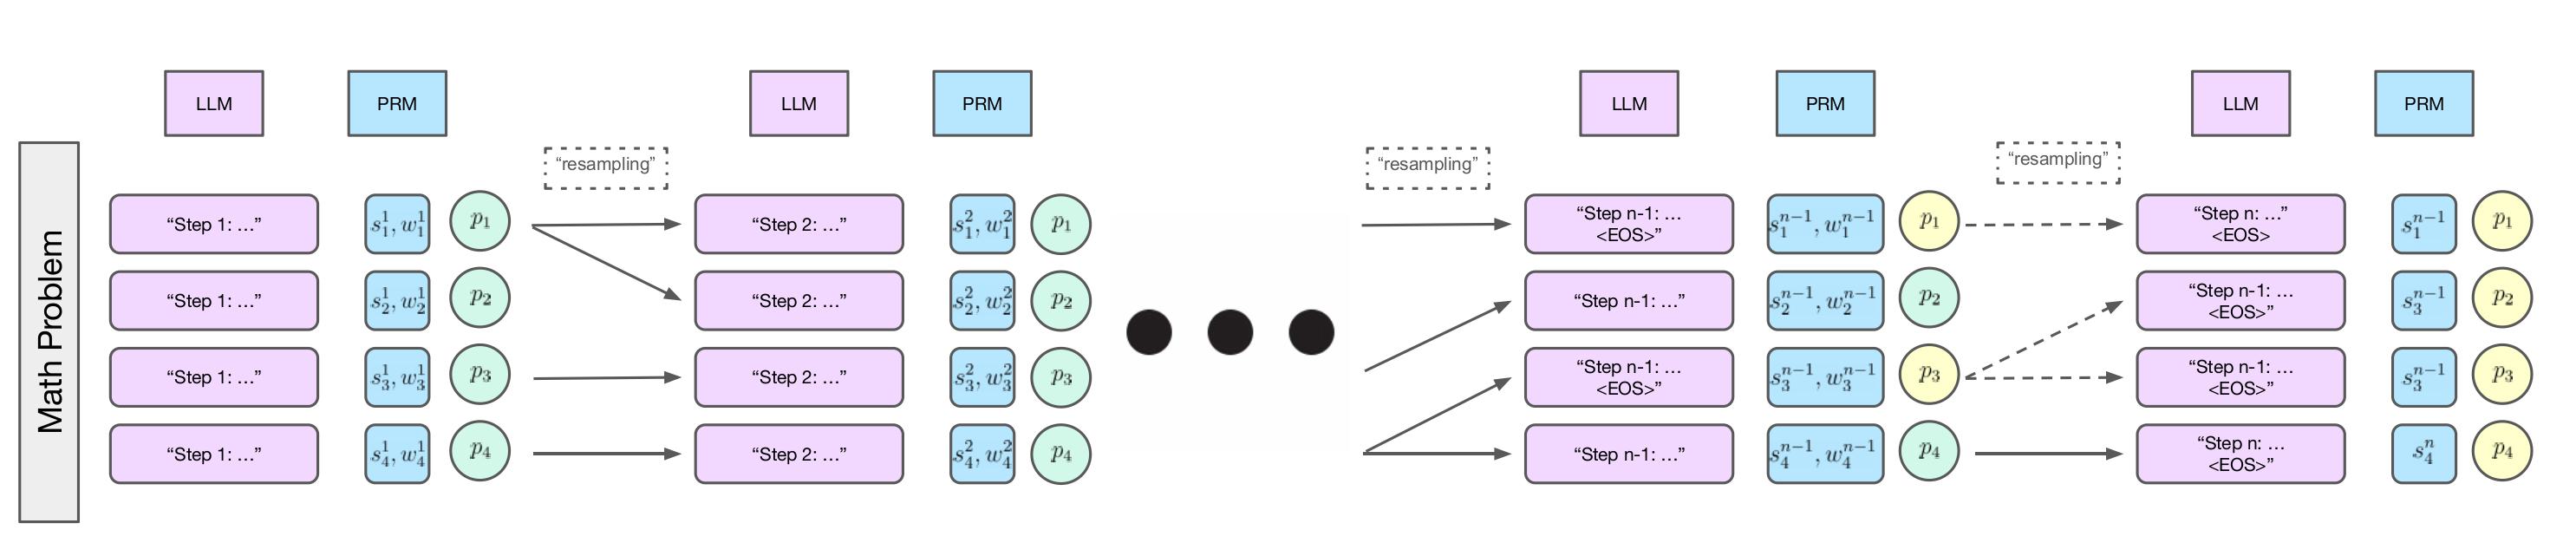 LLM PRM LLM PRM LLM PRM LLM PRM
"resampling" "resampling" "resampling"
Math Problem
"Step 1: ..." s_1^1, w_1^1 p_1 "Step 2: ..." s_1^2, w_1^2 p_1 "Step n-1: ... s_1^{n-1}, w_1^{n-1} p_1 "Step n: ..." s_1^{n-1} p_1
<EOS>" <EOS>
"Step 1: ..." s_2^1, w_2^1 p_2 "Step 2: ..." s_2^2, w_2^2 p_2 "Step n-1: ..." s_2^{n-1}, w_2^{n-1} p_2 "Step n-1: ... s_3^{n-1} p_2
<EOS>"
"Step 1: ..." s_3^1, w_3^1 p_3 "Step 2: ..." s_3^2, w_3^2 p_3 "Step n-1: ... s_3^{n-1}, w_3^{n-1} p_3 "Step n-1: ... s_3^{n-1} p_3
<EOS>" <EOS>"
"Step 1: ..." s_4^1, w_4^1 p_4 "Step 2: ..." s_4^2, w_4^2 p_4 "Step n-1: ..." s_4^{n-1}, w_4^{n-1} p_4 "Step n: ... s_4^n p_4
<EOS>"